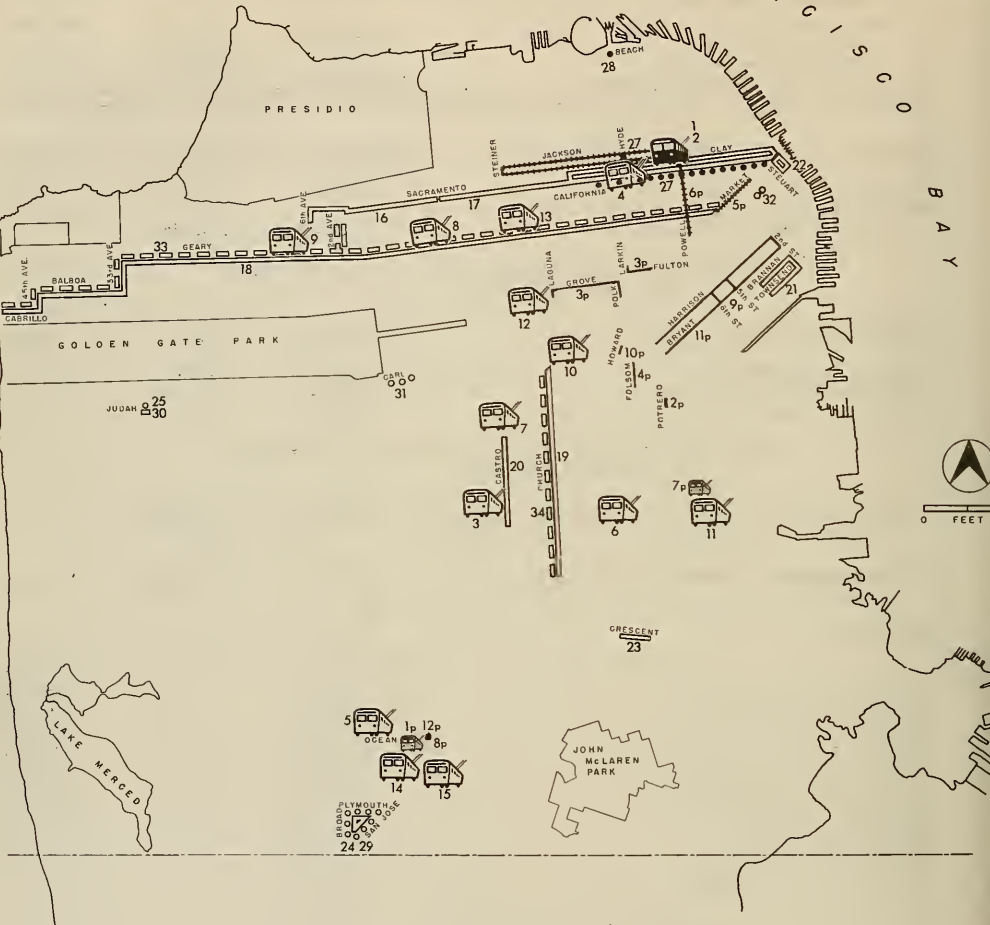 C I S C O
B A Y
BEACH
28
PRESIDIO
STEINER
JACKSON
27
HYDE
1
2
CLAY
STEUART
22
CALIFORNIA
4
27
6p
MARKET
5p
32
POWELL
SACRAMENTO
16
17
6th AVE
2nd AVE
9
8
13
33
GEARY
18
45th AVE.
BALBOA
33rd AVE
CABRILLO
GOLDEN GATE PARK
LAGUNA
GROVE
3p
POLK
LARKIN
3p
FULTON
12
2nd ST
BRANNAN
TOWNSEND
21
HARRISON
5th ST
6th ST
9p
BRYANT
11p
10
HOWARD
10p
FOLSOM
4p
POTRERO
2p
CARL
31
JUDAH
25
30
7
CASTRO
20
CHURCH
19
34
3
6
7p
11
0 FEET
CRESCENT
23
LAKE MERCED
5
OCEAN
1p
12p
8p
14
15
JOHN
McLAREN
PARK
PLYMOUTH
BROAD
SAN JOSE
24 29